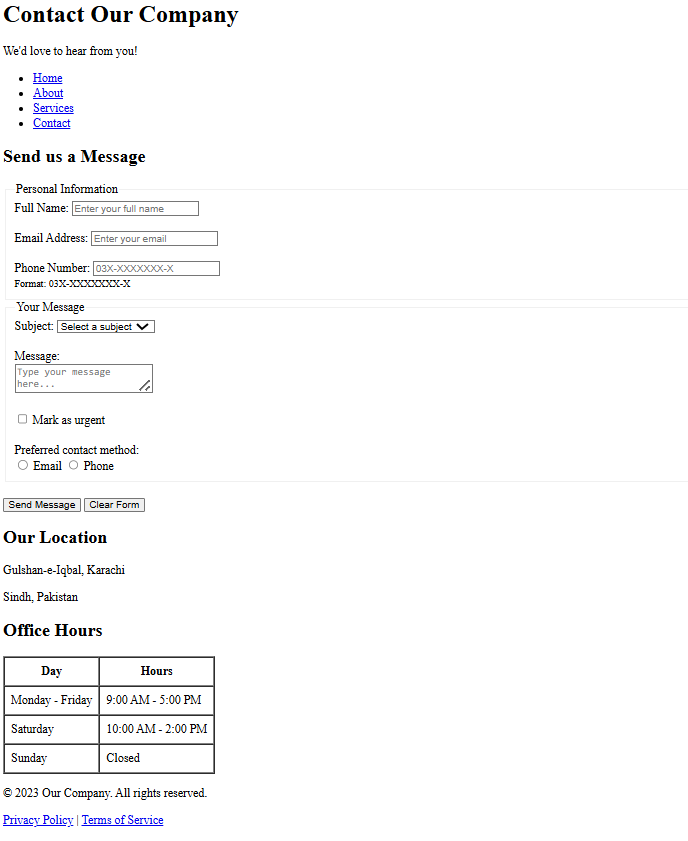 Contact Our Company
We'd love to hear from you!
Home
About
Services
Contact
Send us a Message
Personal Information
Full Name: Enter your full name
Email Address: Enter your email
Phone Number: 03X-XXXXXXX-X
Format: 03X-XXXXXXX-X
Your Message
Subject: Select a subject
Message:
Type your message
here...
Mark as urgent
Preferred contact method:
Email Phone
Send Message Clear Form
Our Location
Gulshan-e-Iqbal, Karachi
Sindh, Pakistan
Office Hours
Day Hours
Monday - Friday 9:00 AM - 5:00 PM
Saturday 10:00 AM - 2:00 PM
Sunday Closed
© 2023 Our Company. All rights reserved.
Privacy Policy | Terms of Service